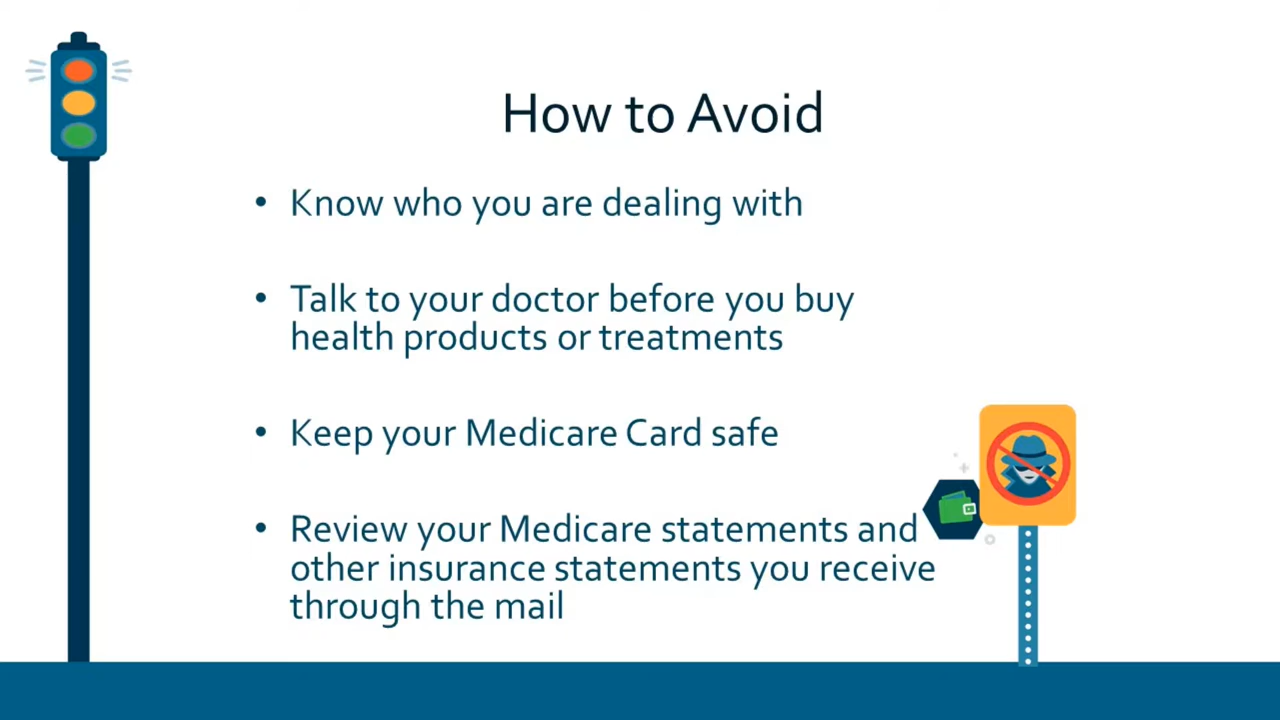 How to Avoid
• Know who you are dealing with
• Talk to your doctor before you buy
health products or treatments
• Keep your Medicare Card safe
• Review your Medicare statements and
other insurance statements you receive
through the mail